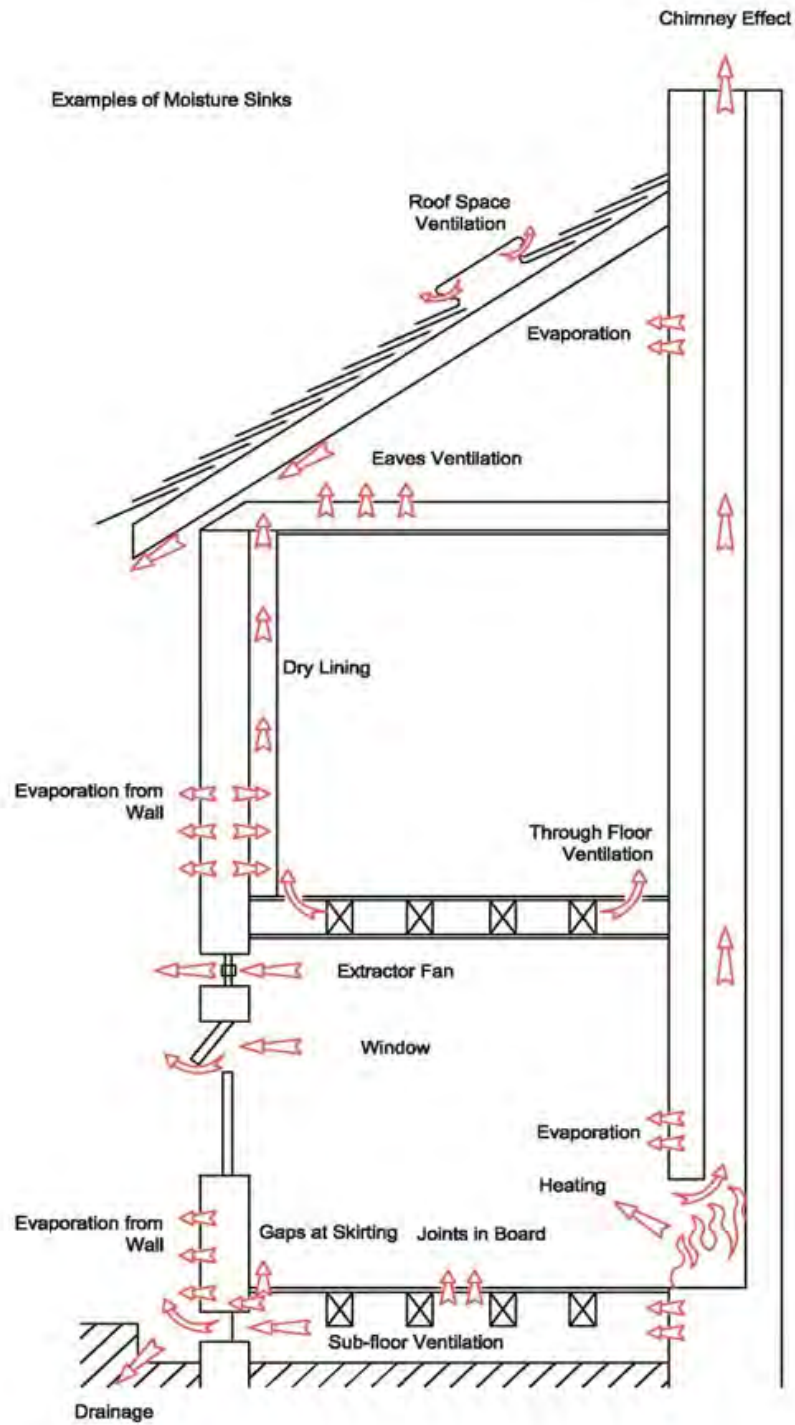 Chimney Effect
Examples of Moisture Sinks
Roof Space
Ventilation
Evaporation
Eaves Ventilation
Dry Lining
Evaporation from
Wall
Through Floor
Ventilation
Extractor Fan
Window
Evaporation
Heating
Evaporation from
Wall
Gaps at Skirting
Joints in Board
Sub-floor Ventilation
Drainage